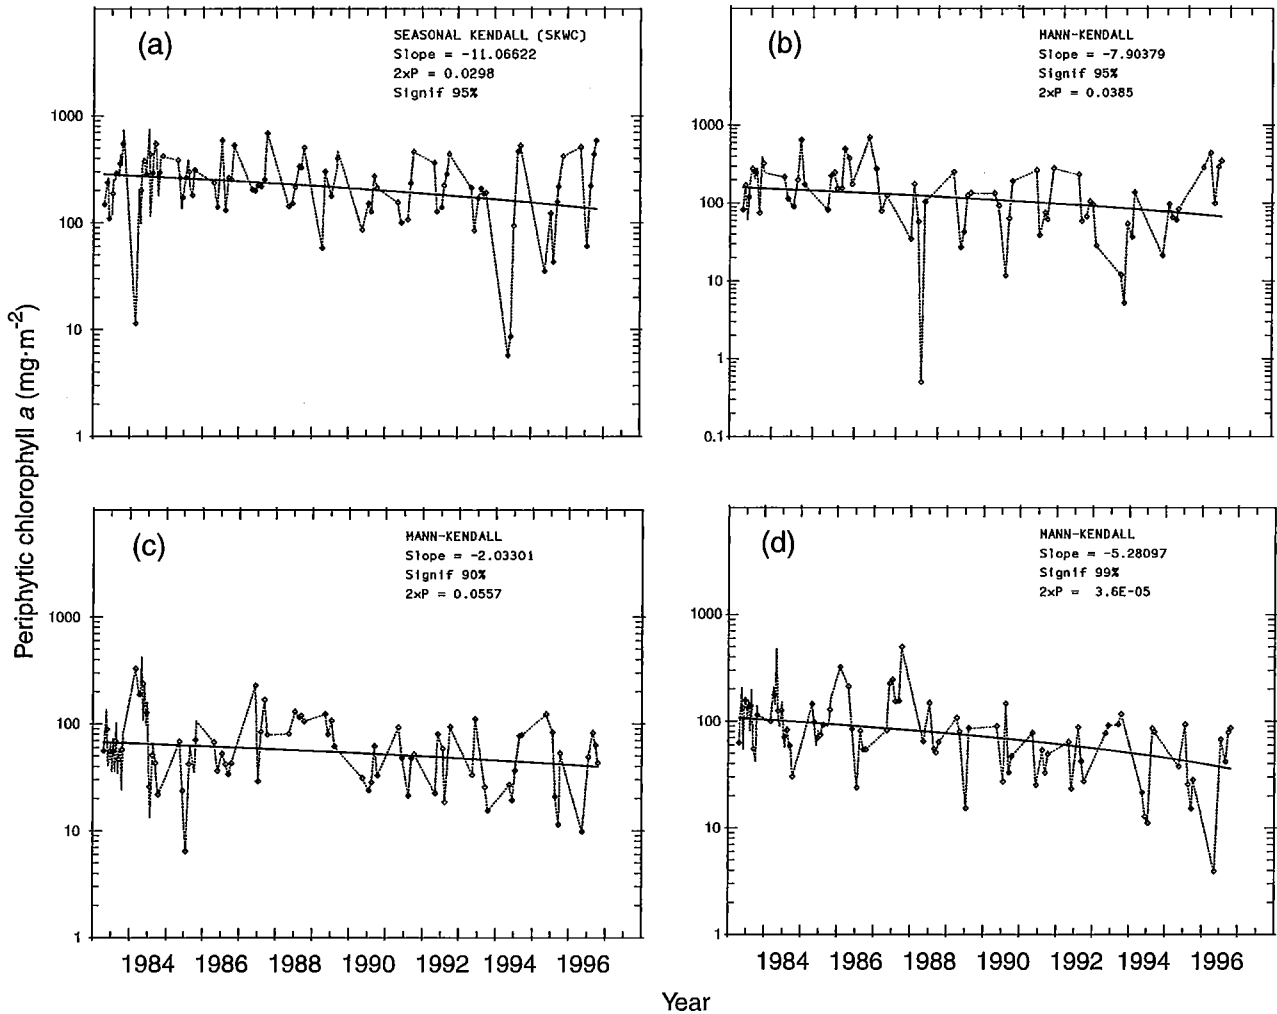 (a)
SEASONAL KENDALL (SKWC)
Slope = -11.06622
2xP = 0.0298
Signif 95%
1000
100
10
1
(b)
MANN-KENDALL
Slope = -7.90379
Signif 95%
2xP = 0.0385
1000
100
10
1
0.1
Periphytic chlorophyll a (mg·m-2)
(c)
MANN-KENDALL
Slope = -2.03301
Signif 90%
2xP = 0.0557
1000
100
10
1
1984 1986 1988 1990 1992 1994 1996
(d)
MANN-KENDALL
Slope = -5.28097
Signif 99%
2xP = 3.6E-05
1000
100
10
1
1984 1986 1988 1990 1992 1994 1996
Year